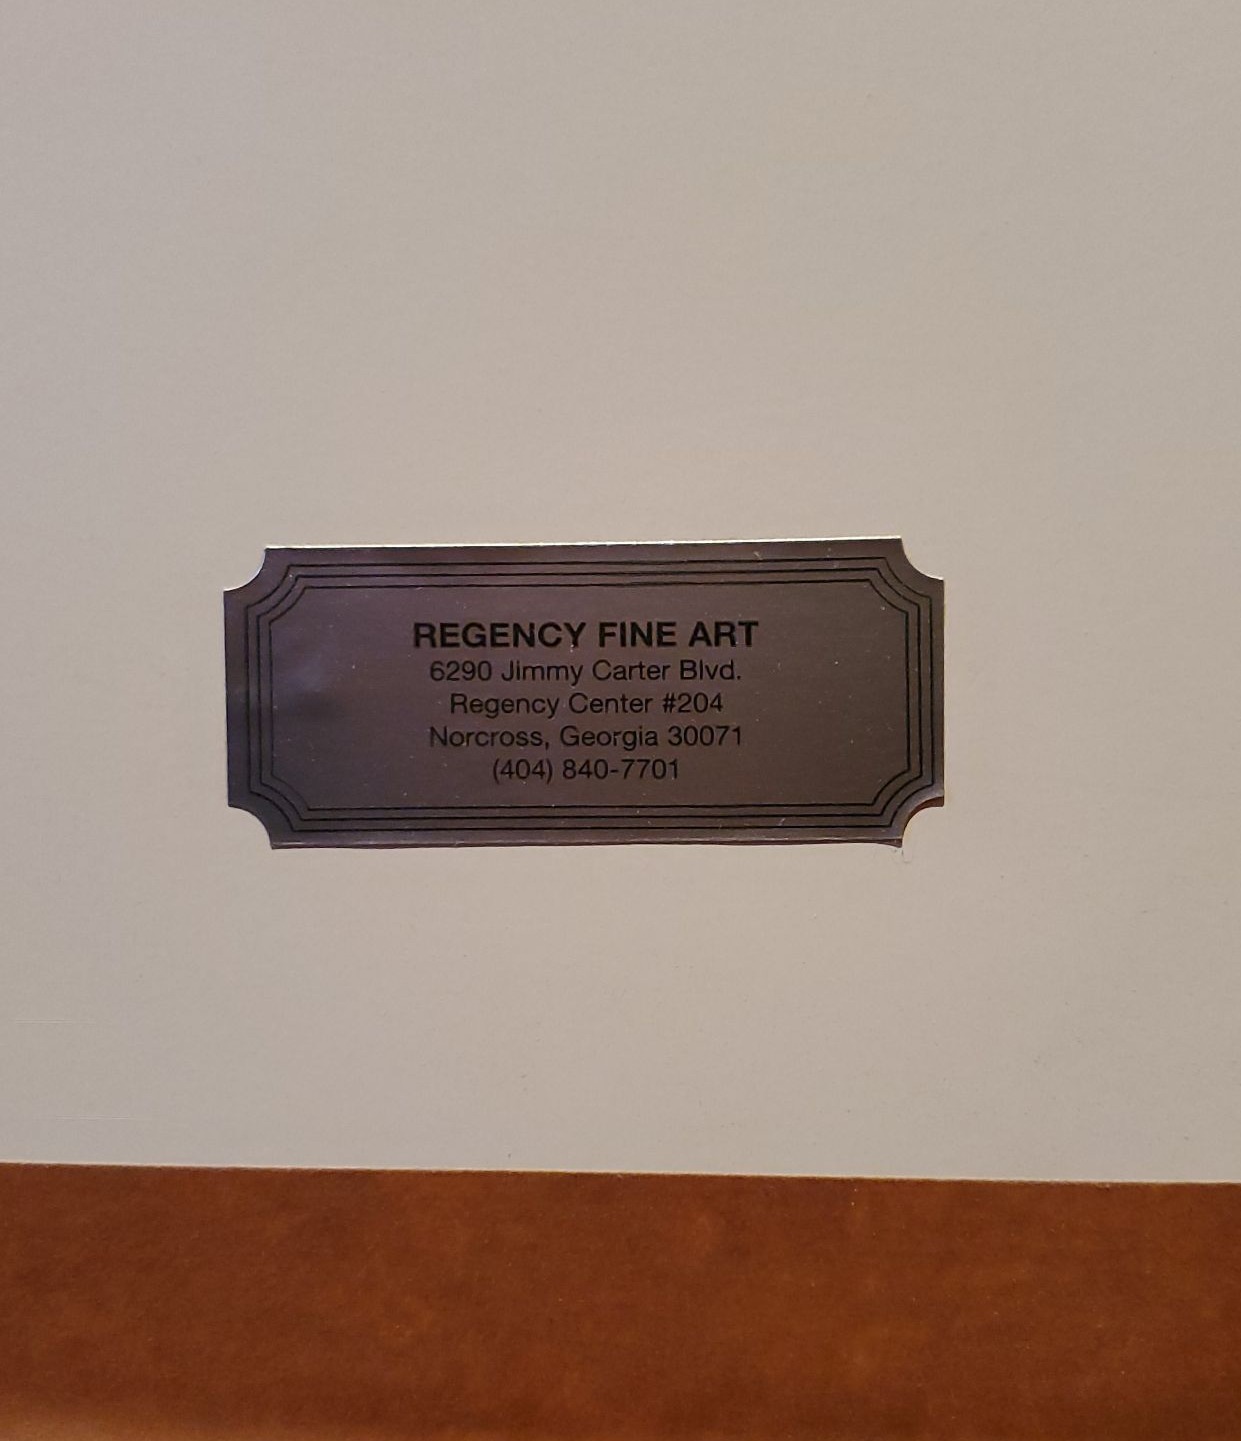 REGENCY FINE ART
6290 Jimmy Carter Blvd.
Regency Center #204
Norcross, Georgia 30071
(404) 840-7701